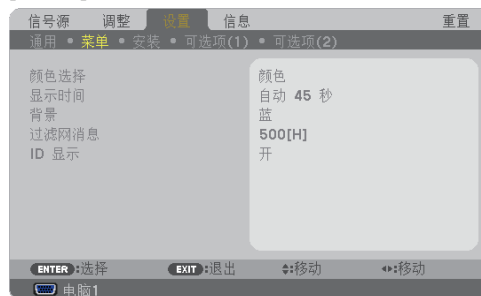 信号源 调整 设置 信息 重置
通用 • 菜单 • 安装 • 可选项(1) • 可选项(2)
颜色选择 颜色
显示时间 自动 45 秒
背景 蓝
过滤网消息 500[H]
ID 显示 开
ENTER :选择 EXIT :退出 :移动 :移动
电脑1